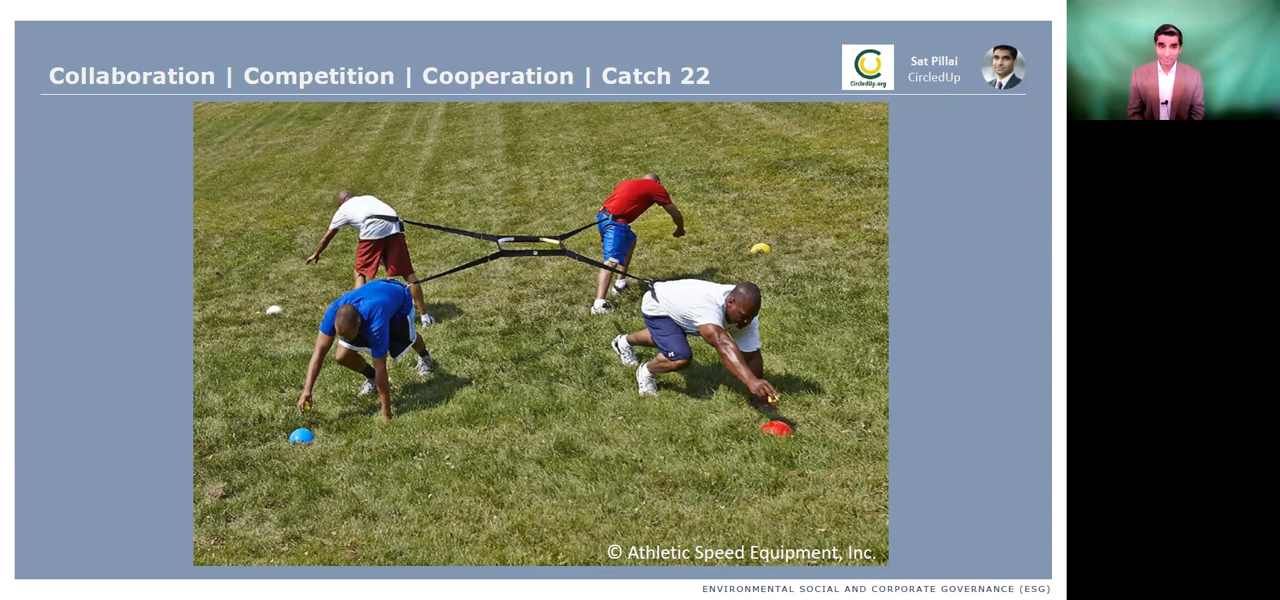 Collaboration | Competition | Cooperation | Catch 22
CircledUp.org
Sat Pillai
CircledUp
© Athletic Speed Equipment, Inc.
ENVIRONMENTAL SOCIAL AND CORPORATE GOVERNANCE (ESG)